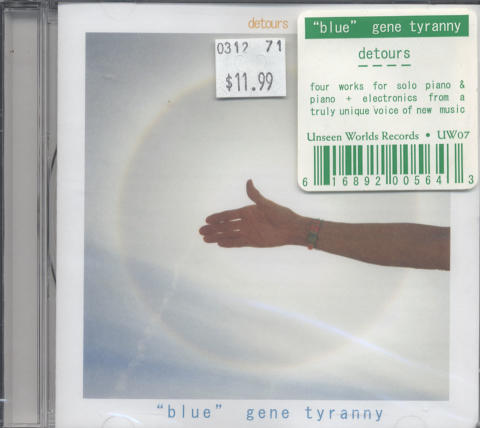 detours
0312 71
$11.99
"blue" gene tyranny
detours
four works for solo piano &
piano + electronics from a
truly unique voice of new music
Unseen Worlds Records • UW07
6 16892 00564 3
"blue" gene tyranny